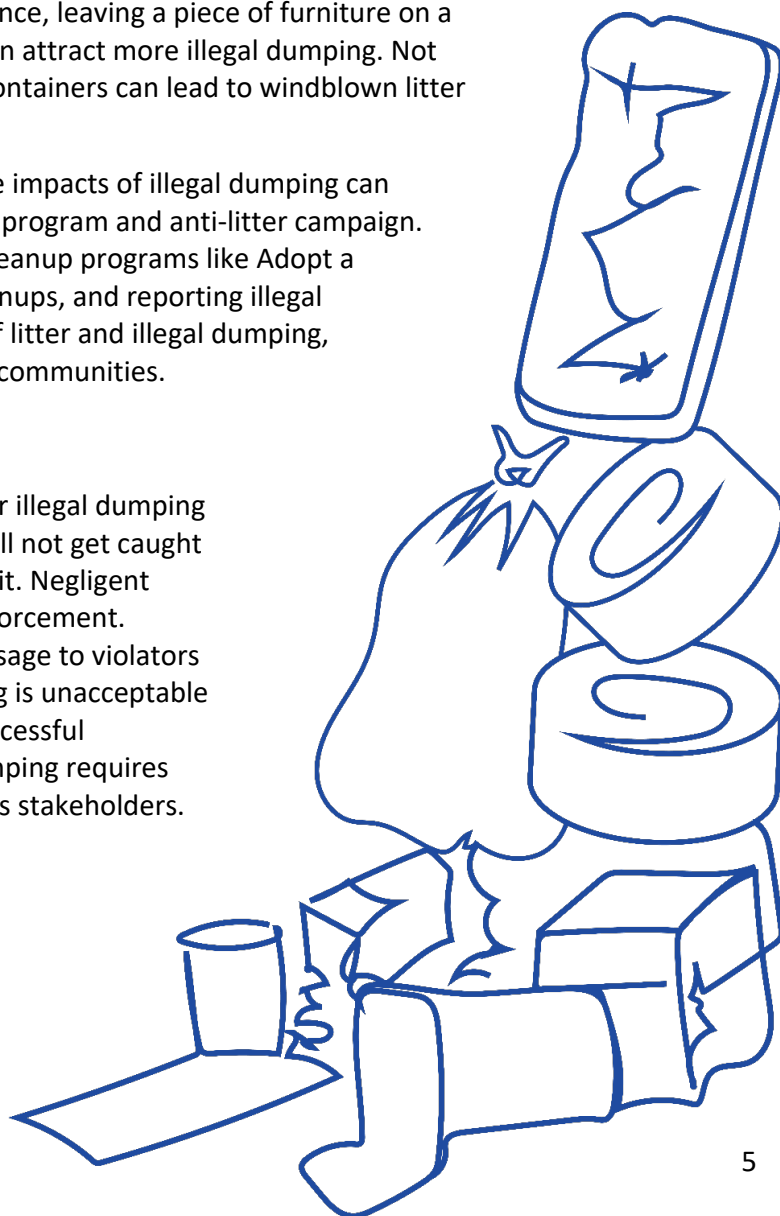 nce, leaving a piece of furniture on a
n attract more illegal dumping. Not
ontainers can lead to windblown litter
e impacts of illegal dumping can
program and anti-litter campaign.
eanup programs like Adopt a
nups, and reporting illegal
f litter and illegal dumping,
communities.
r illegal dumping
ll not get caught
it. Negligent
orcement.
sage to violators
g is unacceptable
ccessful
nping requires
s stakeholders.
5